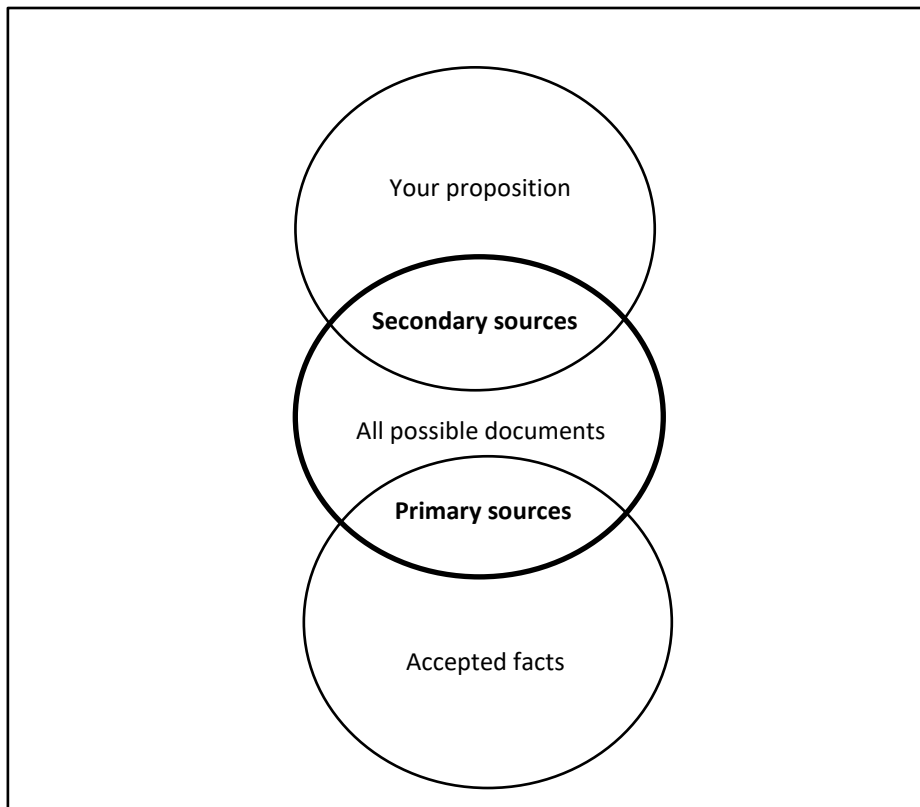 Your proposition
Secondary sources
All possible documents
Primary sources
Accepted facts